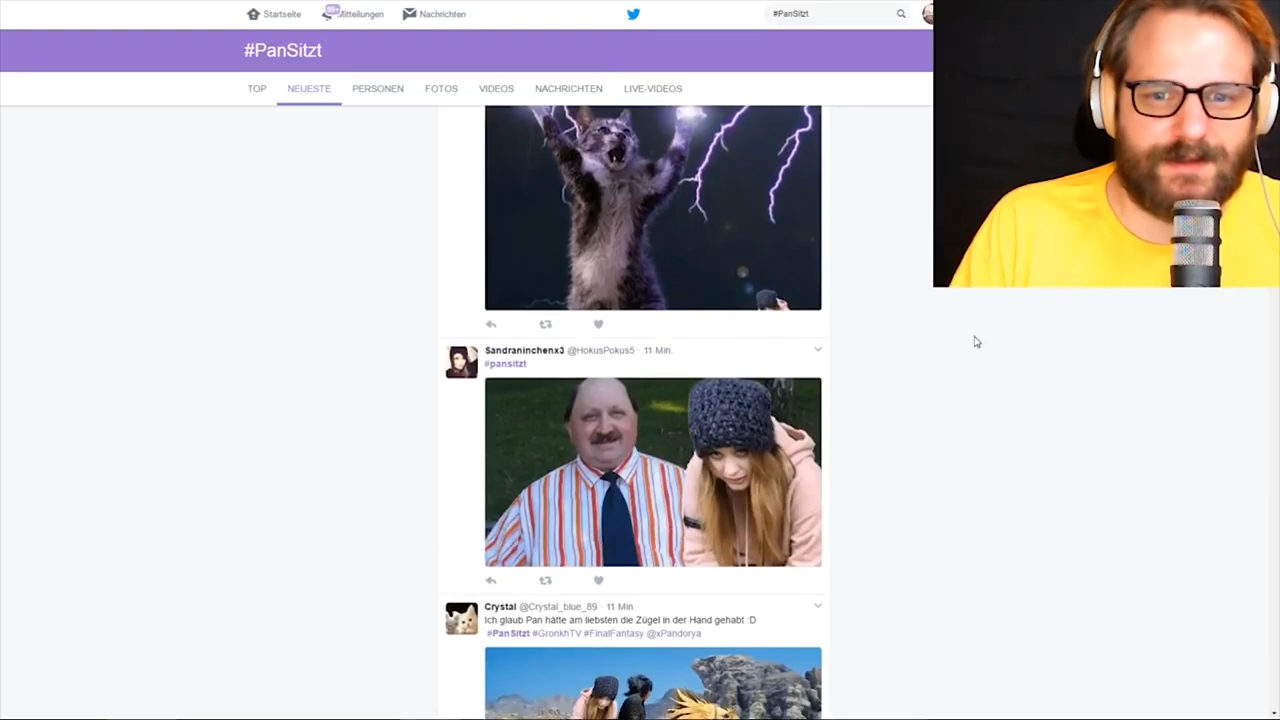 Startseite
99+
Mitteilungen
Nachrichten
#PanSitzt
#PanSitzt
TOP
NEUESTE
PERSONEN
FOTOS
VIDEOS
NACHRICHTEN
LIVE-VIDEOS
Sandraninchenx3 @HokusPokus5 · 11 Min.
#pansitzt
Crystal @Crystal_blue_89 · 11 Min.
Ich glaub Pan hätte am liebsten die Zügel in der Hand gehabt :D
#PanSitzt #GronkhTV #FinalFantasy @xPandorya